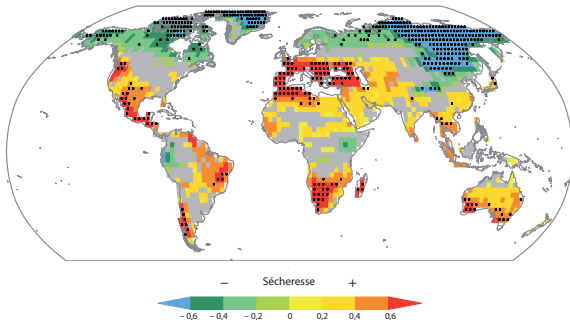 – Sécheresse +
– 0,6 – 0,4 – 0,2 0 0,2 0,4 0,6